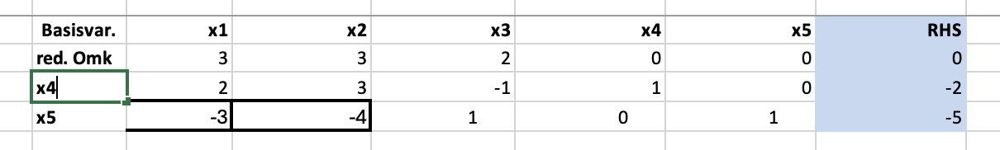 Basisvar. x1 x2 x3 x4 x5 RHS
red. Omk 3 3 2 0 0 0
x4 2 3 -1 1 0 -2
x5 -3 -4 1 0 1 -5